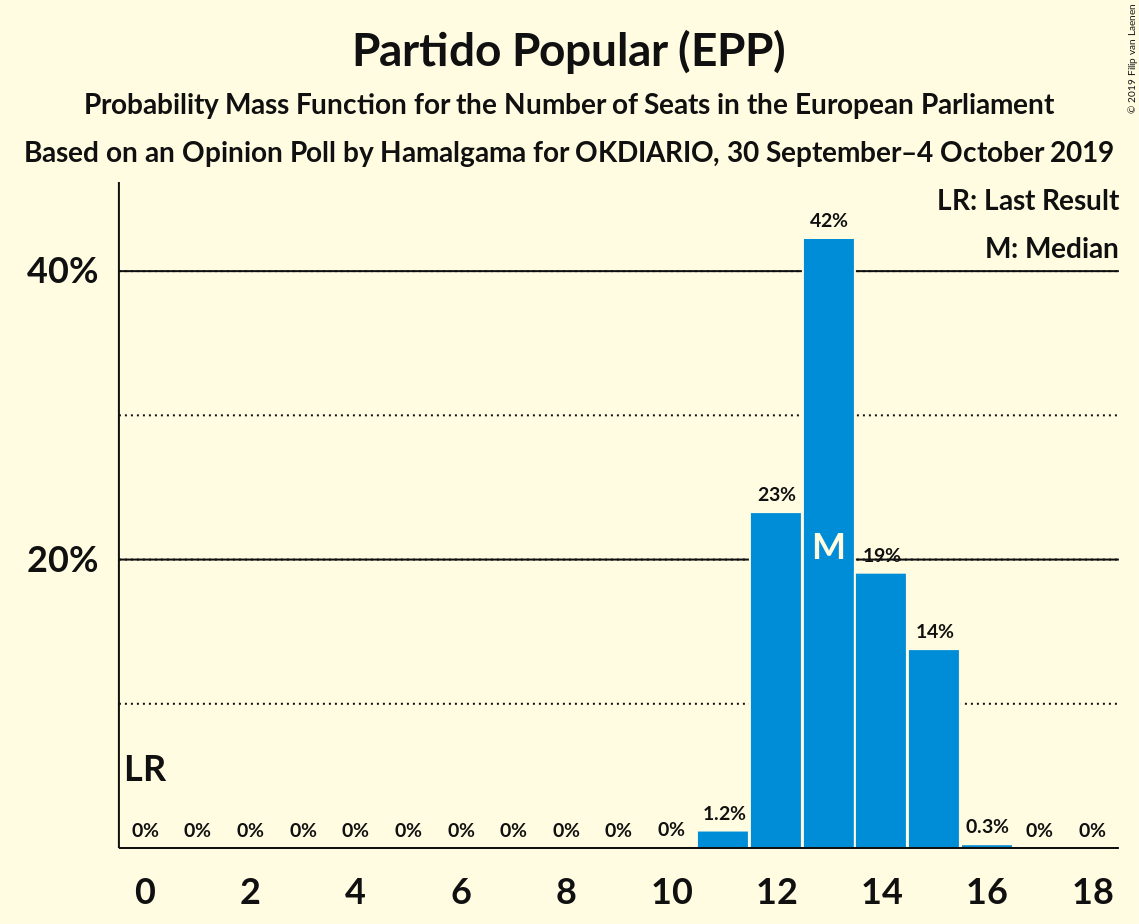 Partido Popular (EPP)
Probability Mass Function for the Number of Seats in the European Parliament
Based on an Opinion Poll by Hamalgama for OKDIARIO, 30 September–4 October 2019
© 2019 Filip van Laenen
LR: Last Result
M: Median
40%
20%
42%
23%
M
19%
14%
LR
0% 0% 0% 0% 0% 0% 0% 0% 0% 0% 0% 1.2% 0.3% 0% 0%
0 2 4 6 8 10 12 14 16 18